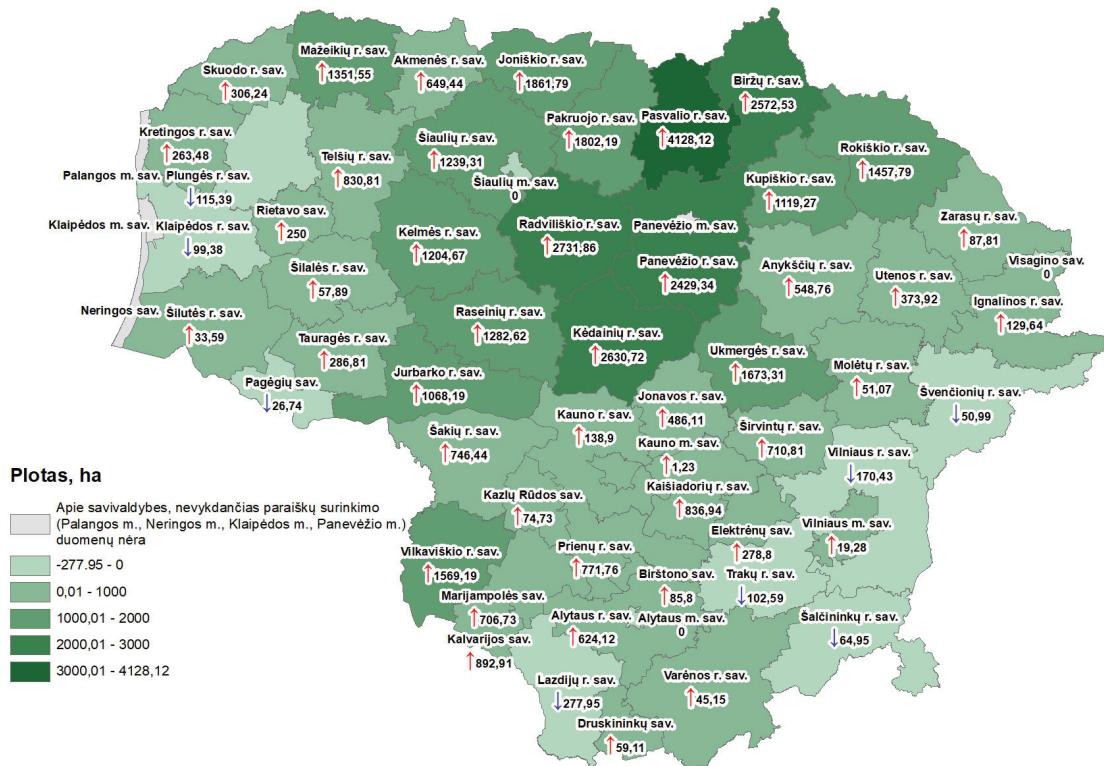 Mažeikių r. sav.
1351,55
Akmenės r. sav.
649,44
Joniškio r. sav.
1861,79
Skuodo r. sav.
306,24
Biržų r. sav.
2572,53
Pakruojo r. sav.
1802,19
Pasvalio r. sav.
4128,12
Kretingos r. sav.
263,48
Šiaulių r. sav.
1239,31
Rokiškio r. sav.
1457,79
Telšių r. sav.
830,81
Palangos m. sav.
Plungės r. sav.
115,39
Šiaulių m. sav.
0
Kupiškio r. sav.
1119,27
Rietavo sav.
250
Zarasų r. sav.
87,81
Klaipėdos m. sav.
Klaipėdos r. sav.
99,38
Kelmės r. sav.
1204,67
Radviliškio r. sav.
2731,86
Panevėžio m. sav.
Panevėžio r. sav.
2429,34
Anykščių r. sav.
548,76
Utenos r. sav.
373,92
Visagino sav.
0
Šilalės r. sav.
57,89
Ignalinos r. sav.
129,64
Neringos sav.
Šilutės r. sav.
33,59
Raseinių r. sav.
1282,62
Tauragės r. sav.
286,81
Kėdainių r. sav.
2630,72
Ukmergės r. sav.
1673,31
Molėtų r. sav.
51,07
Jurbarko r. sav.
1068,19
Pagėgių sav.
26,74
Švenčionių r. sav.
50,99
Jonavos r. sav.
486,11
Kauno r. sav.
138,9
Širvintų r. sav.
710,81
Šakių r. sav.
746,44
Kauno m. sav.
1,23
Vilniaus r. sav.
170,43
Kaišiadorių r. sav.
836,94
Kazlų Rūdos sav.
74,73
Elektrėnų sav.
278,8
Vilniaus m. sav.
19,28
Vilkaviškio r. sav.
1569,19
Prienų r. sav.
771,76
Birštono sav.
85,8
Trakų r. sav.
102,59
Marijampolės sav.
706,73
Alytaus r. sav.
624,12
Alytaus m. sav.
0
Šalčininkų r. sav.
64,95
Kalvarijos sav.
892,91
Lazdijų r. sav.
277,95
Varėnos r. sav.
45,15
Druskininkų sav.
59,11
Plotas, ha
Apie savivaldybes, nevykdančias paraiškų surinkimo
(Palangos m., Neringos m., Klaipėdos m., Panevėžio m.)
duomenų nėra
-277.95 - 0
0,01 - 1000
1000,01 - 2000
2000,01 - 3000
3000,01 - 4128,12